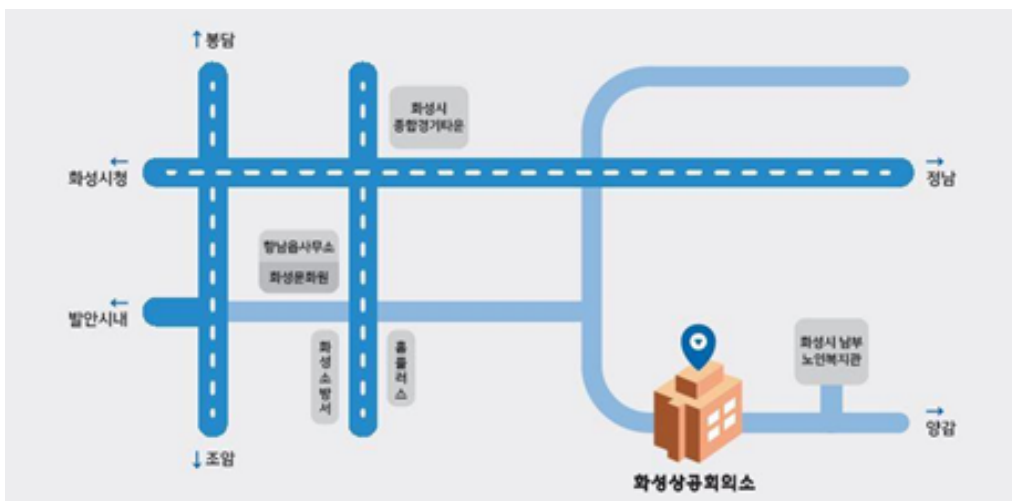 ↑봉담
화성시
종합경기타운
←
화성시청
→
정남
향남읍사무소
화성문화원
←
발안시내
화성소방서
홈플러스
화성시 남부
노인복지관
→
양감
↓조암
화성상공회의소